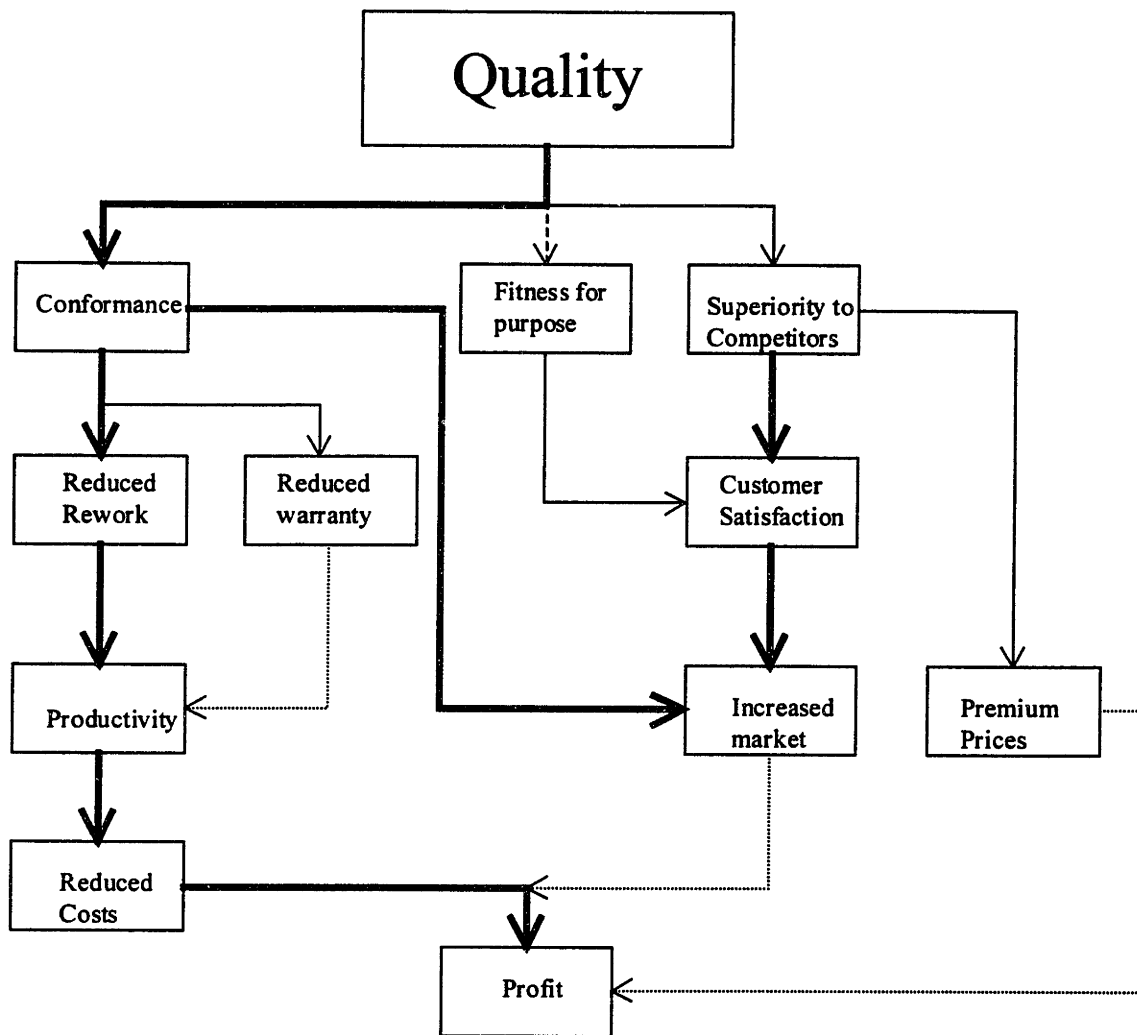 Quality
Conformance
Fitness for
purpose
Superiority to
Competitors
Reduced
Rework
Reduced
warranty
Customer
Satisfaction
Productivity
Increased
market
Premium
Prices
Reduced
Costs
Profit